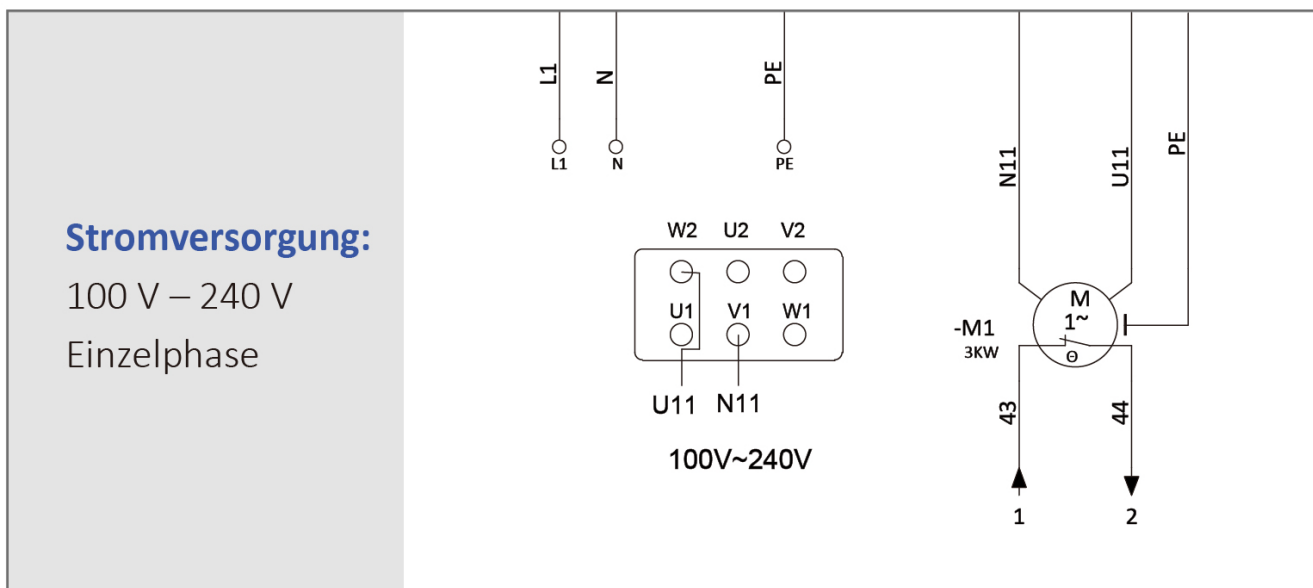 Stromversorgung:
100 V – 240 V
Einzelphase
L1
N
PE
L1
N
PE
W2 U2 V2
U1 V1 W1
U11 N11
100V~240V
N11
U11
PE
M
1~
-M1
3KW
Θ
43
44
1
2